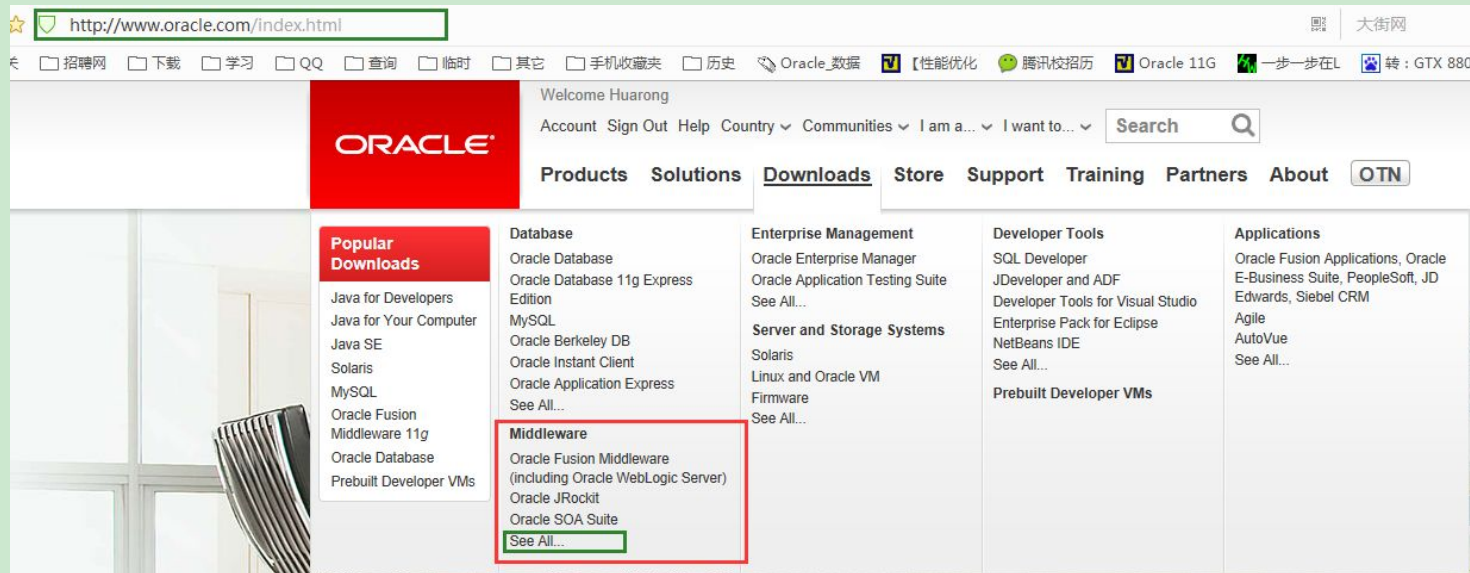 http://www.oracle.com/index.html
大街网
招聘网 下载 学习 QQ 查询 临时 其它 手机收藏夹 历史 Oracle_数据 【性能优化 腾讯校招历 Oracle 11G 一步一步在L 转：GTX 880
Welcome Huarong
Account Sign Out Help Country Communities I am a... I want to... Search
ORACLE
Products Solutions Downloads Store Support Training Partners About OTN
Popular
Downloads
Java for Developers
Java for Your Computer
Java SE
Solaris
MySQL
Oracle Fusion
Middleware 11g
Oracle Database
Prebuilt Developer VMs
Database
Oracle Database
Oracle Database 11g Express
Edition
MySQL
Oracle Berkeley DB
Oracle Instant Client
Oracle Application Express
See All...
Middleware
Oracle Fusion Middleware
(including Oracle WebLogic Server)
Oracle JRockit
Oracle SOA Suite
See All...
Enterprise Management
Oracle Enterprise Manager
Oracle Application Testing Suite
See All...
Server and Storage Systems
Solaris
Linux and Oracle VM
Firmware
See All...
Developer Tools
SQL Developer
JDeveloper and ADF
Developer Tools for Visual Studio
Enterprise Pack for Eclipse
NetBeans IDE
See All...
Prebuilt Developer VMs
Applications
Oracle Fusion Applications, Oracle
E-Business Suite, PeopleSoft, JD
Edwards, Siebel CRM
Agile
AutoVue
See All...